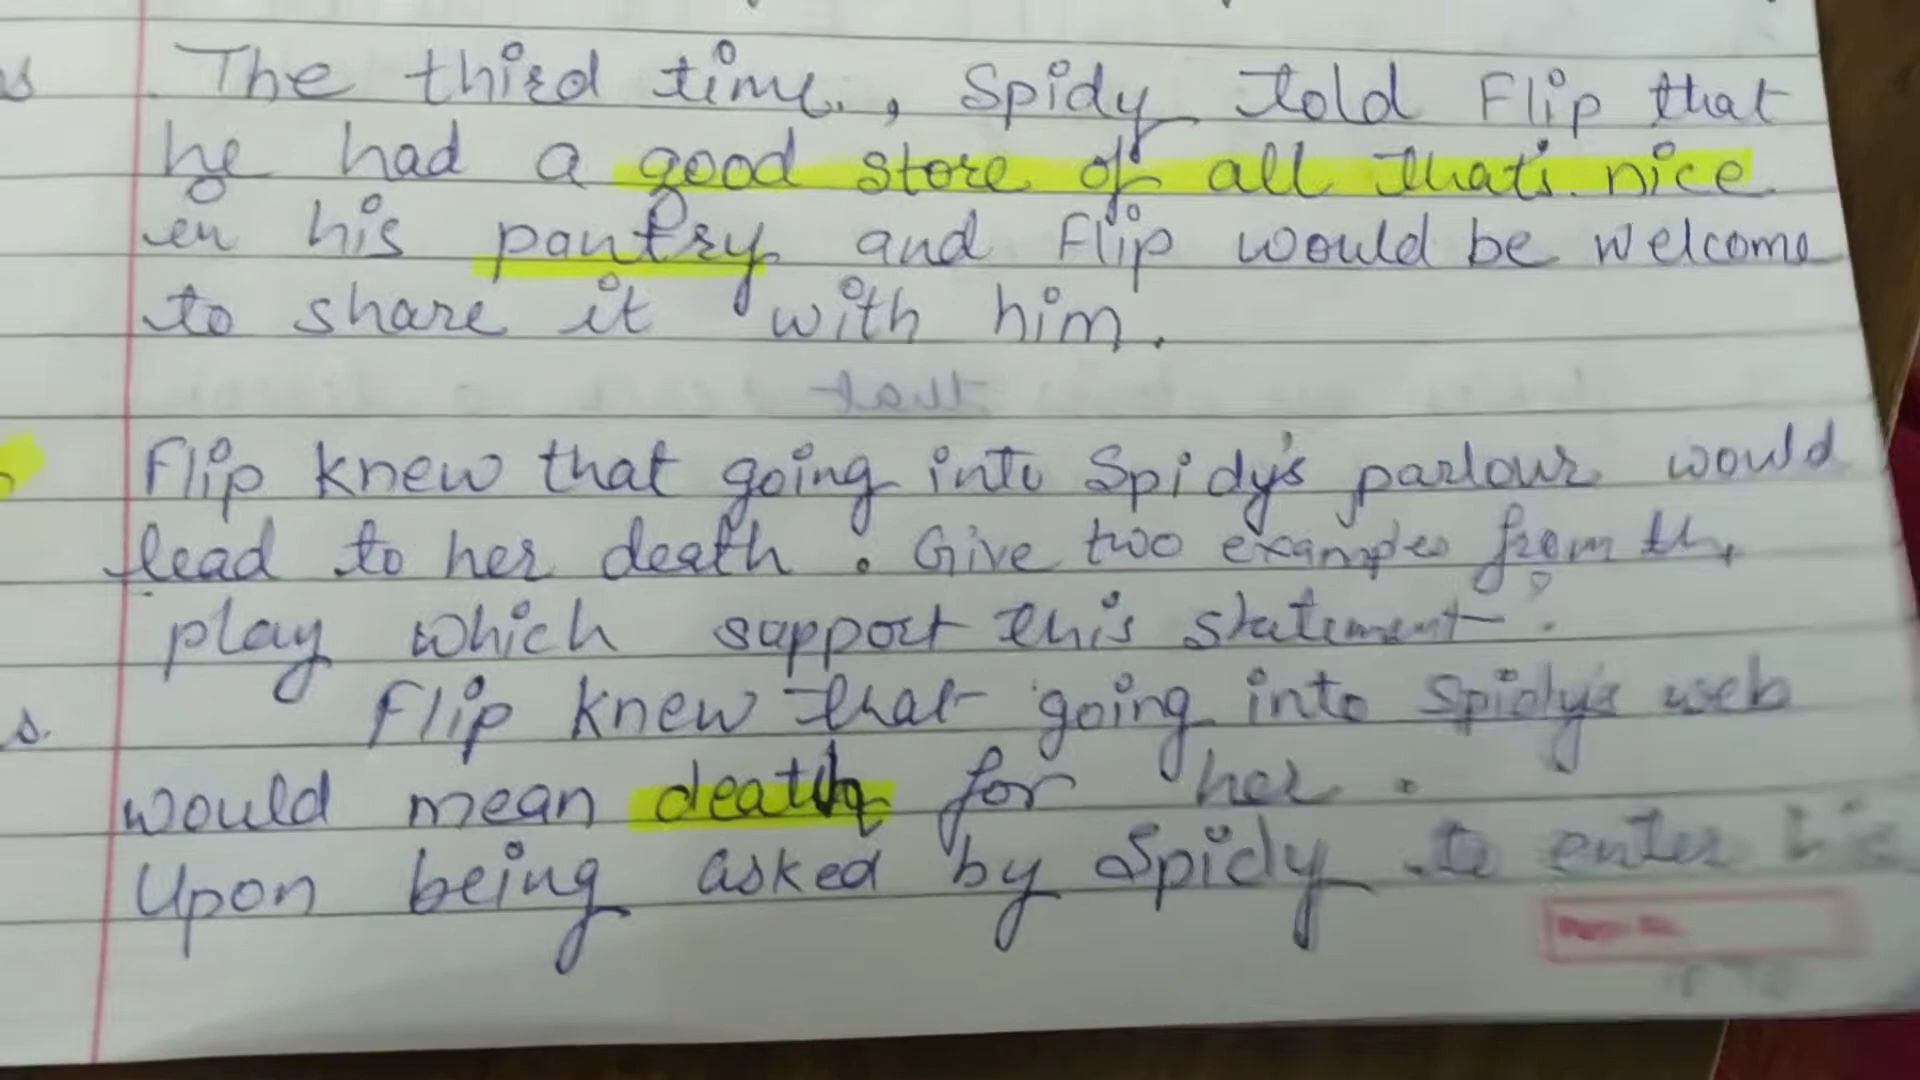 The third time, Spidy told Flip that
he had a good store of all that's nice
in his pantry and Flip would be welcome
to share it with him.
Flip knew that going into Spidy's parlour would
lead to her death. Give two examples from the
play which support this statement?
s. Flip knew that going into Spidy's web
would mean death for her.
Upon being asked by Spidy to enter his